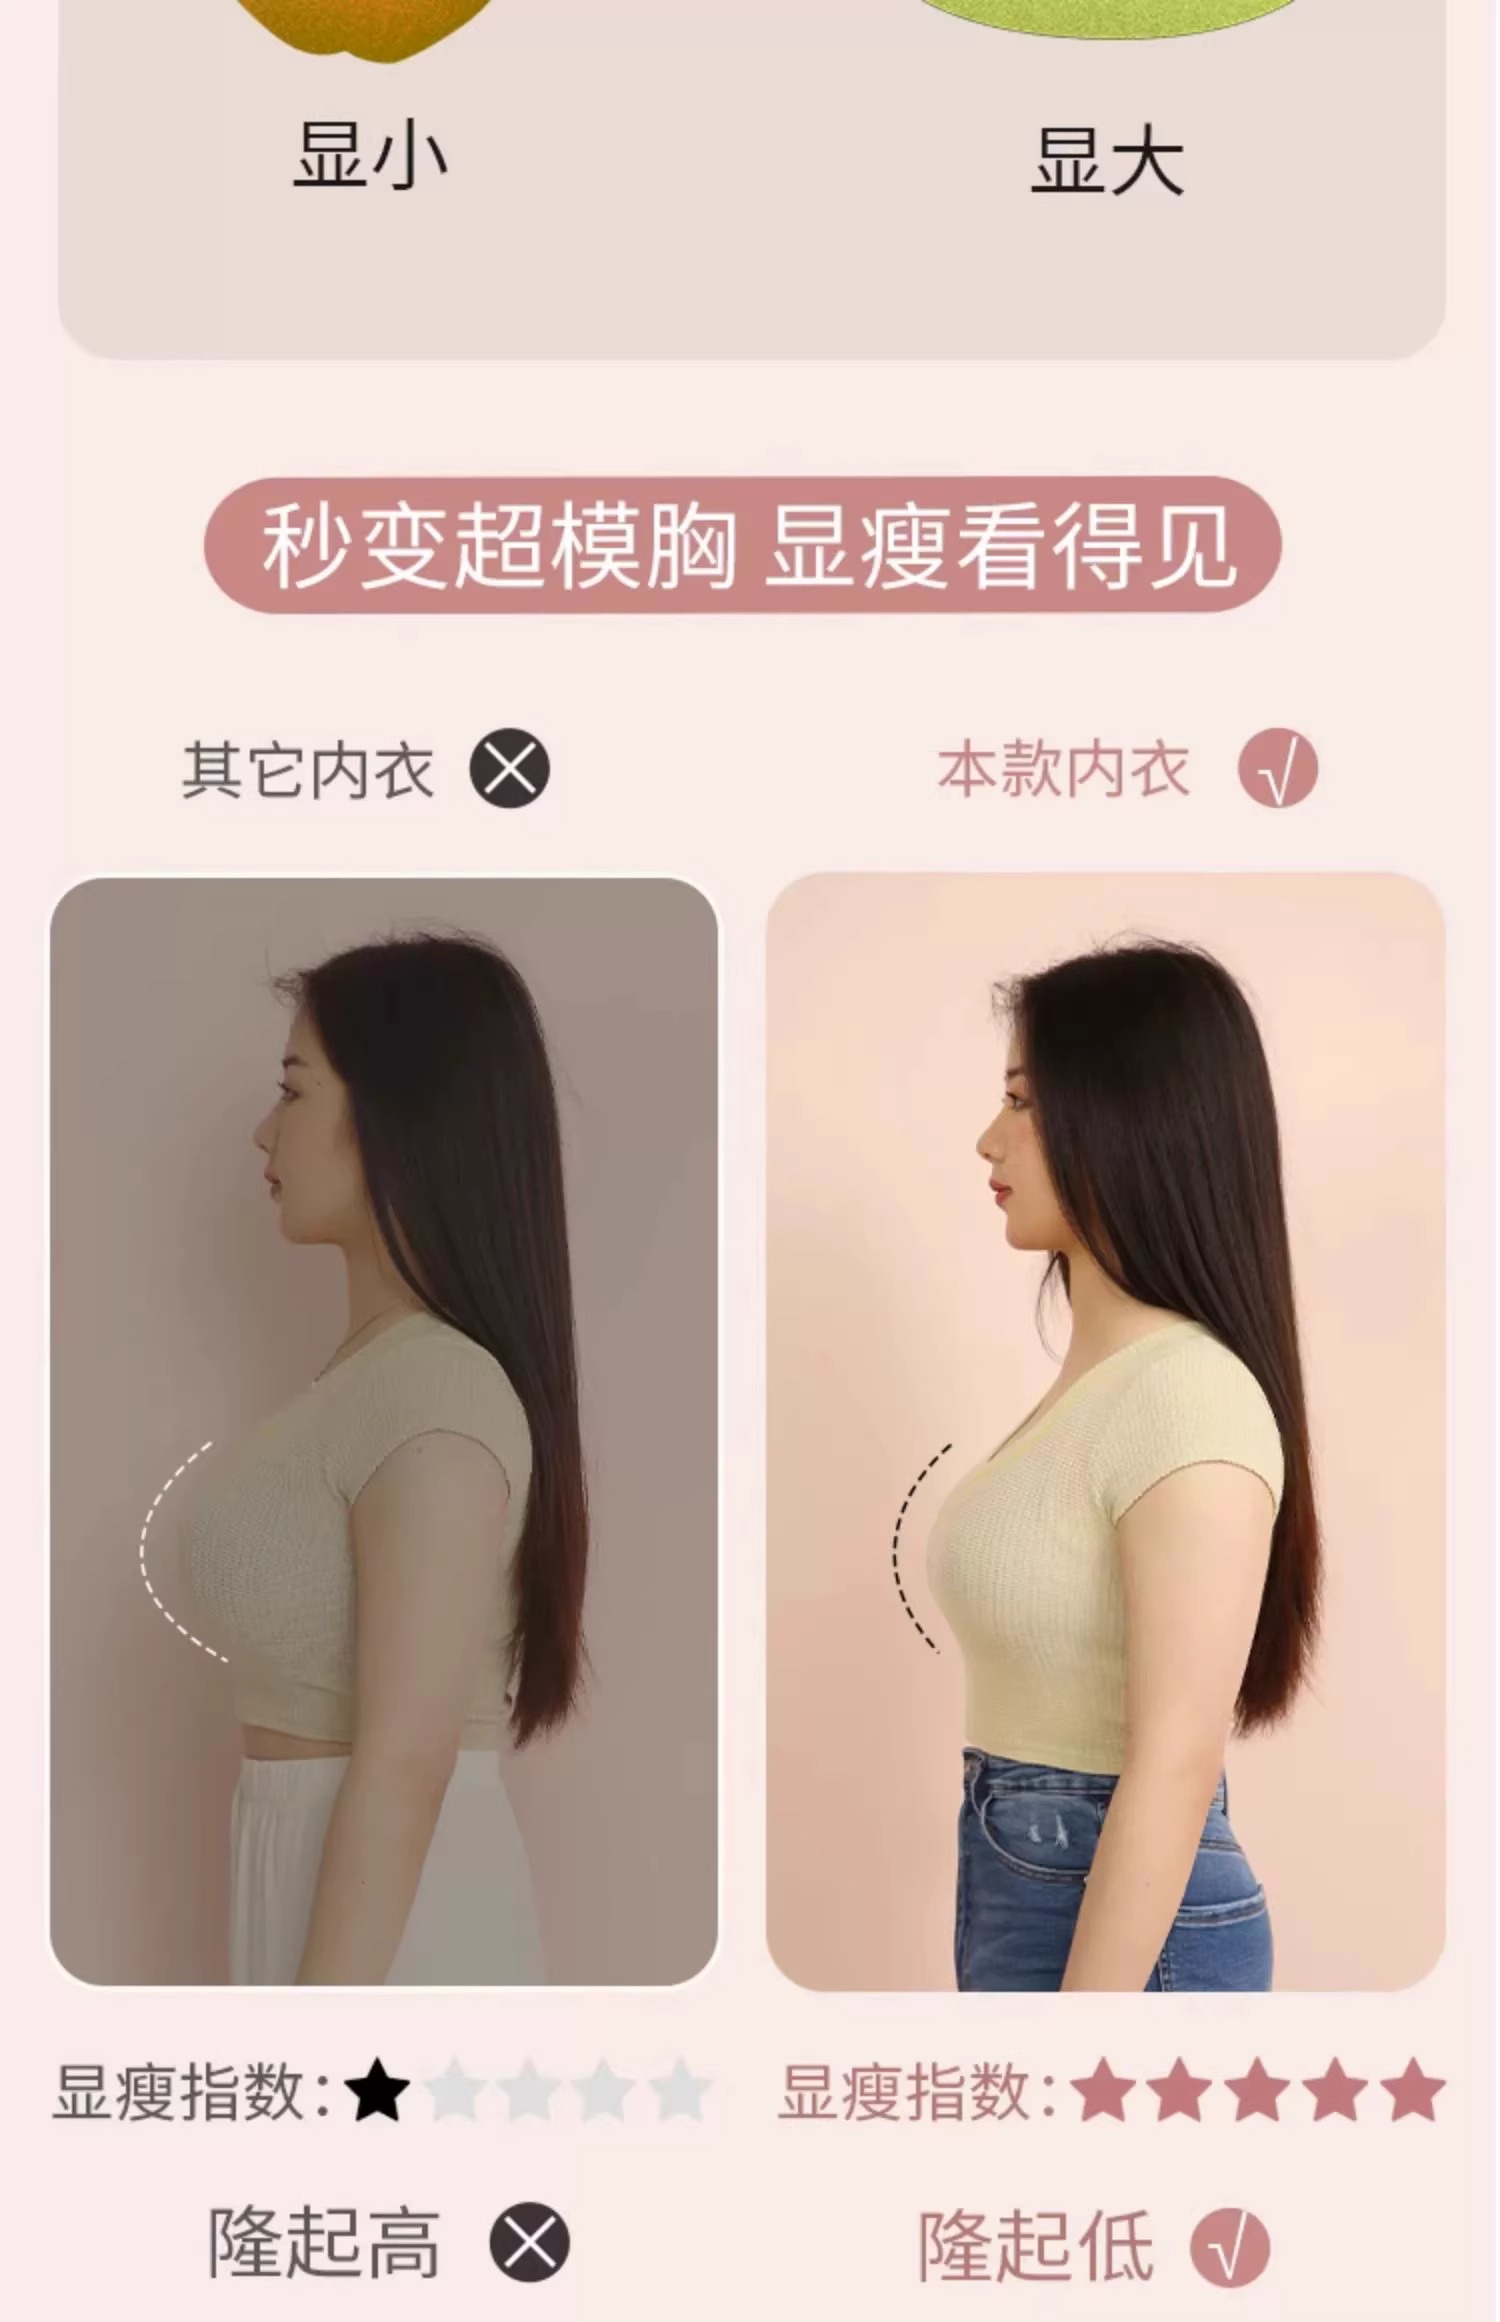 显小
显大
秒变超模胸 显瘦看得见
其它内衣
本款内衣
显瘦指数：
显瘦指数：
隆起高
隆起低